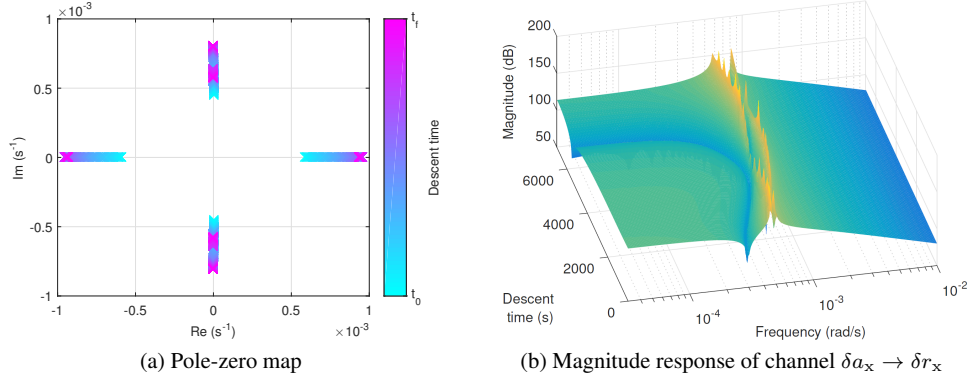 ×10⁻³
1
0.5
0
-0.5
-1
-1
-0.5
0
0.5
1
×10⁻³
Im (s⁻¹)
Re (s⁻¹)
t_f
t_0
Descent time
(a) Pole-zero map
200
150
100
50
Magnitude (dB)
6000
4000
2000
0
Descent
time (s)
10⁻⁴
10⁻³
10⁻²
Frequency (rad/s)
(b) Magnitude response of channel δa_x → δr_x